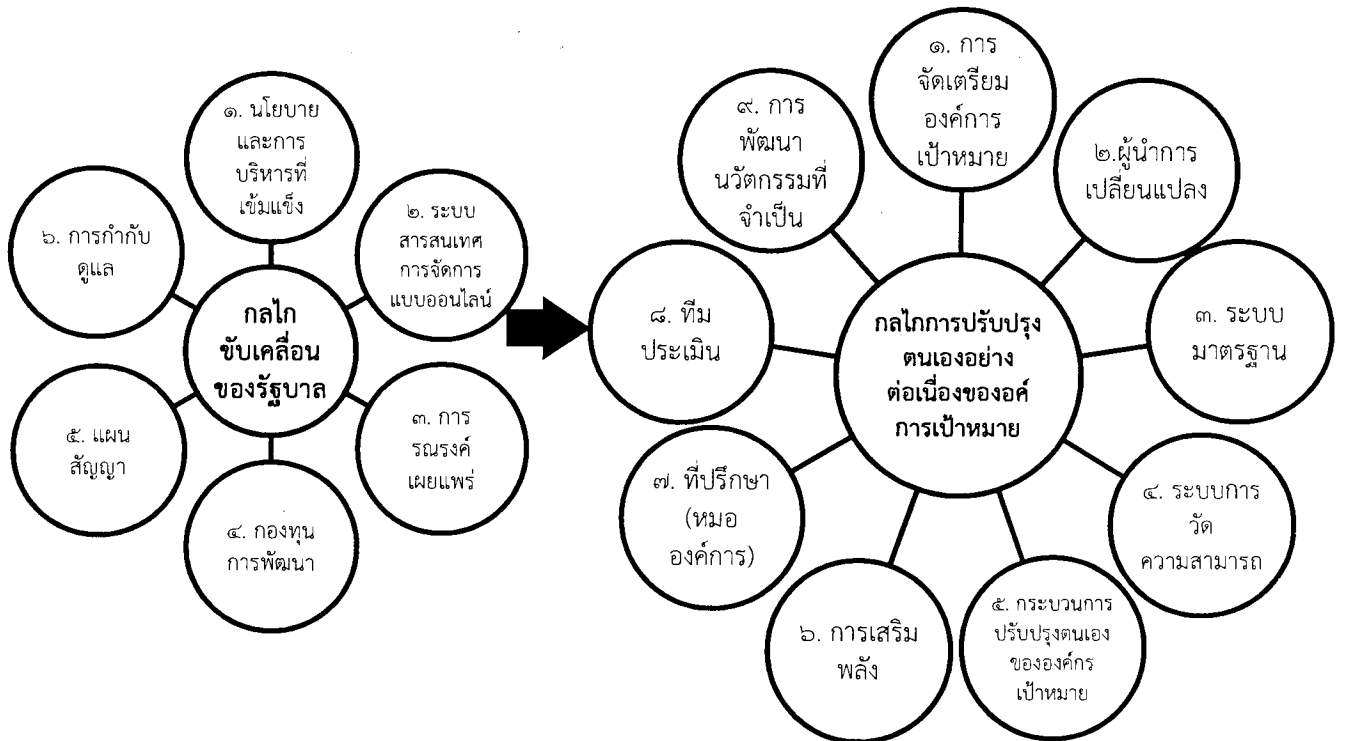 ๑. นโยบาย
และการ
บริหารที่
เข้มแข็ง
๒. ระบบ
สารสนเทศ
การจัดการ
แบบออนไลน์
๓. การ
รณรงค์
เผยแพร่
๔. กองทุน
การพัฒนา
๕. แผน
สัญญา
๖. การกำกับ
ดูแล
กลไก
ขับเคลื่อน
ของรัฐบาล
๑. การ
จัดเตรียม
องค์การ
เป้าหมาย
๒.ผู้นำการ
เปลี่ยนแปลง
๓. ระบบ
มาตรฐาน
๔. ระบบการ
วัด
ความสามารถ
๕. กระบวนการ
ปรับปรุงตนเอง
ขององค์กร
เป้าหมาย
๖. การเสริม
พลัง
๗. ที่ปรึกษา
(หมอ
องค์การ)
๘. ทีม
ประเมิน
๙. การ
พัฒนา
นวัตกรรมที่
จำเป็น
กลไกการปรับปรุง
ตนเองอย่าง
ต่อเนื่องขององค์
การเป้าหมาย